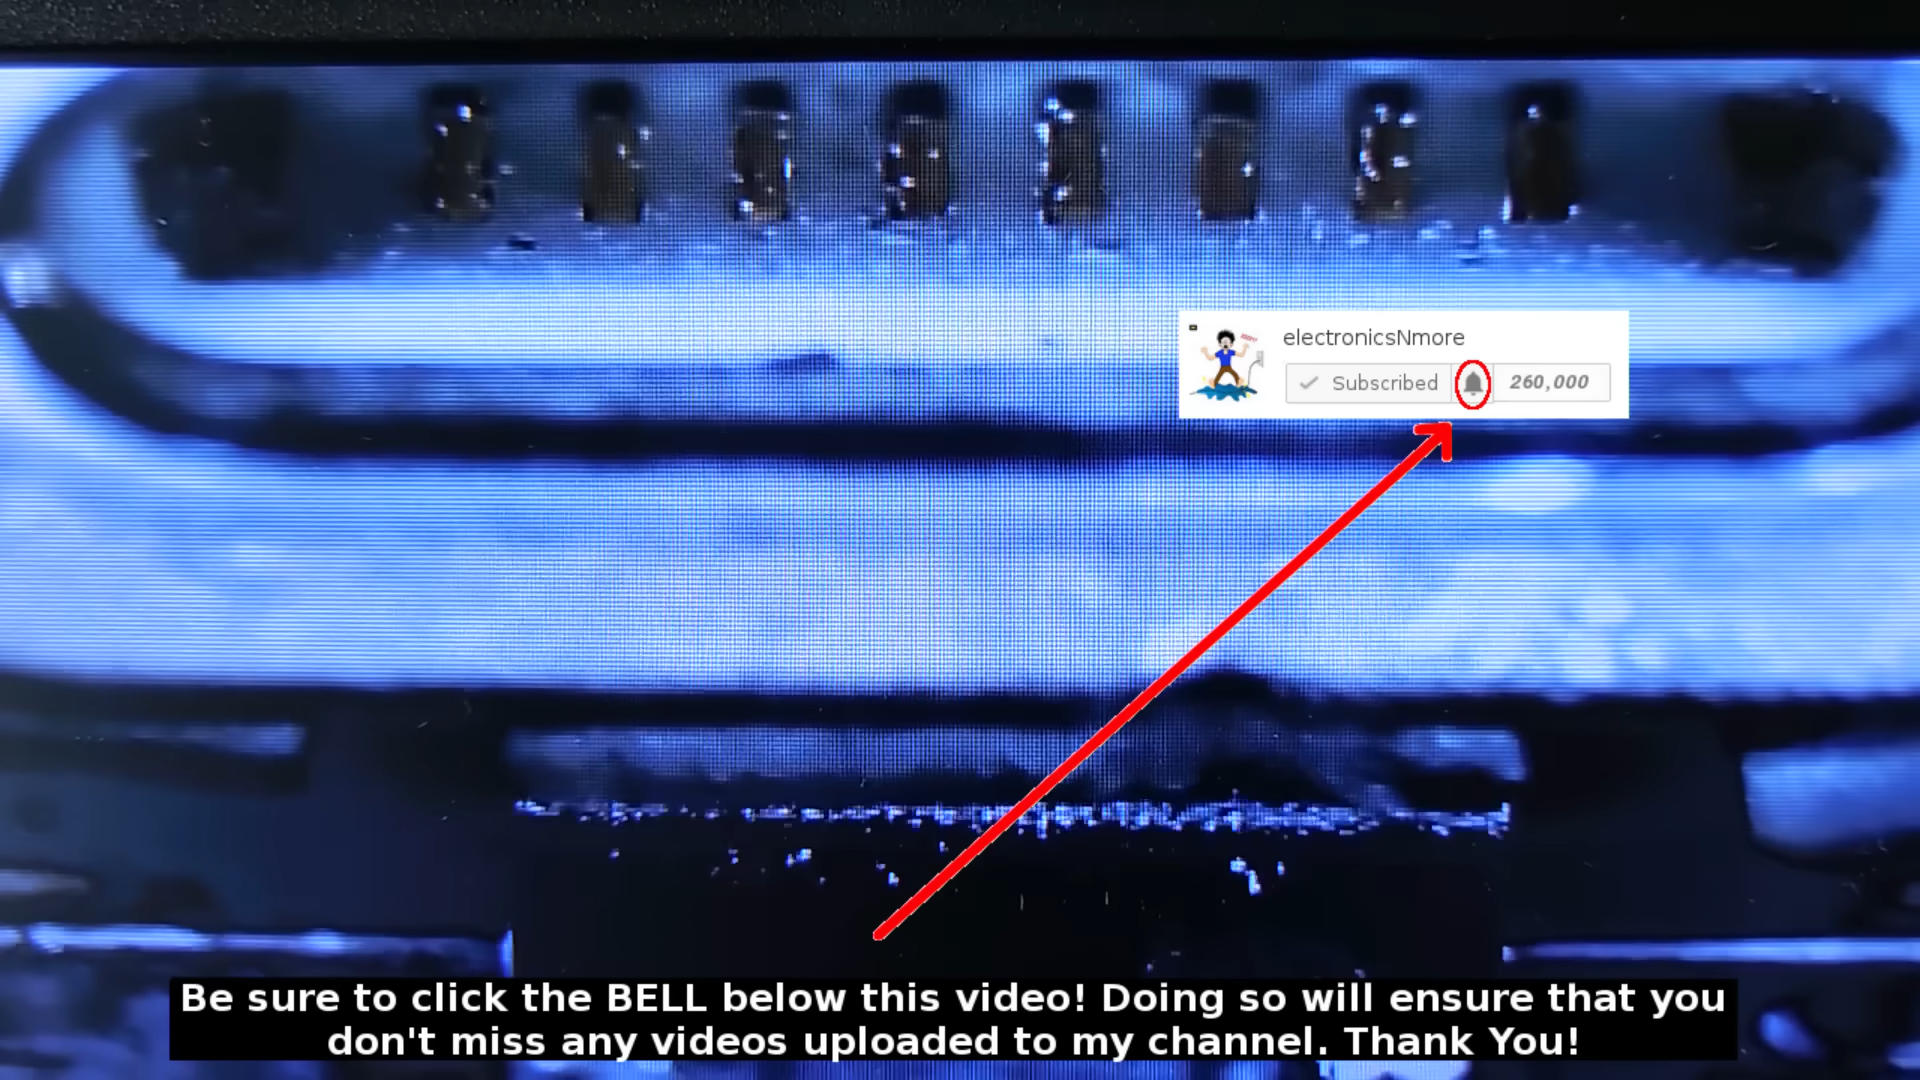 electronicsNmore
Subscribed
260,000
Be sure to click the BELL below this video! Doing so will ensure that you
don't miss any videos uploaded to my channel. Thank You!